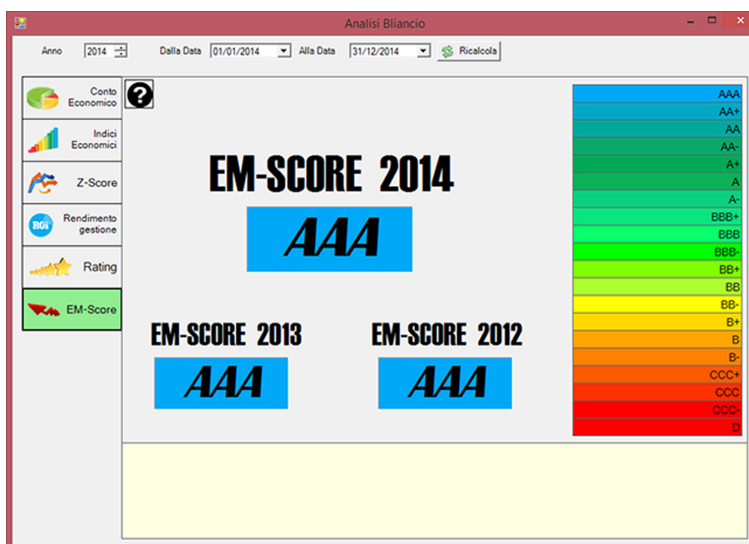 Analisi Bliancio
Anno 2014 Dalla Data 01/01/2014 Alla Data 31/12/2014 Ricalcola
Conto
Economico
Indici
Economici
Z-Score
ROI
Rendimento
gestione
Rating
EM-Score
?
EM-SCORE 2014
AAA
EM-SCORE 2013
AAA
EM-SCORE 2012
AAA
AAA
AA+
AA
AA-
A+
A
A-
BBB+
BBB
BBB-
BB+
BB
BB-
B+
B
B-
CCC+
CCC
CCC-
D